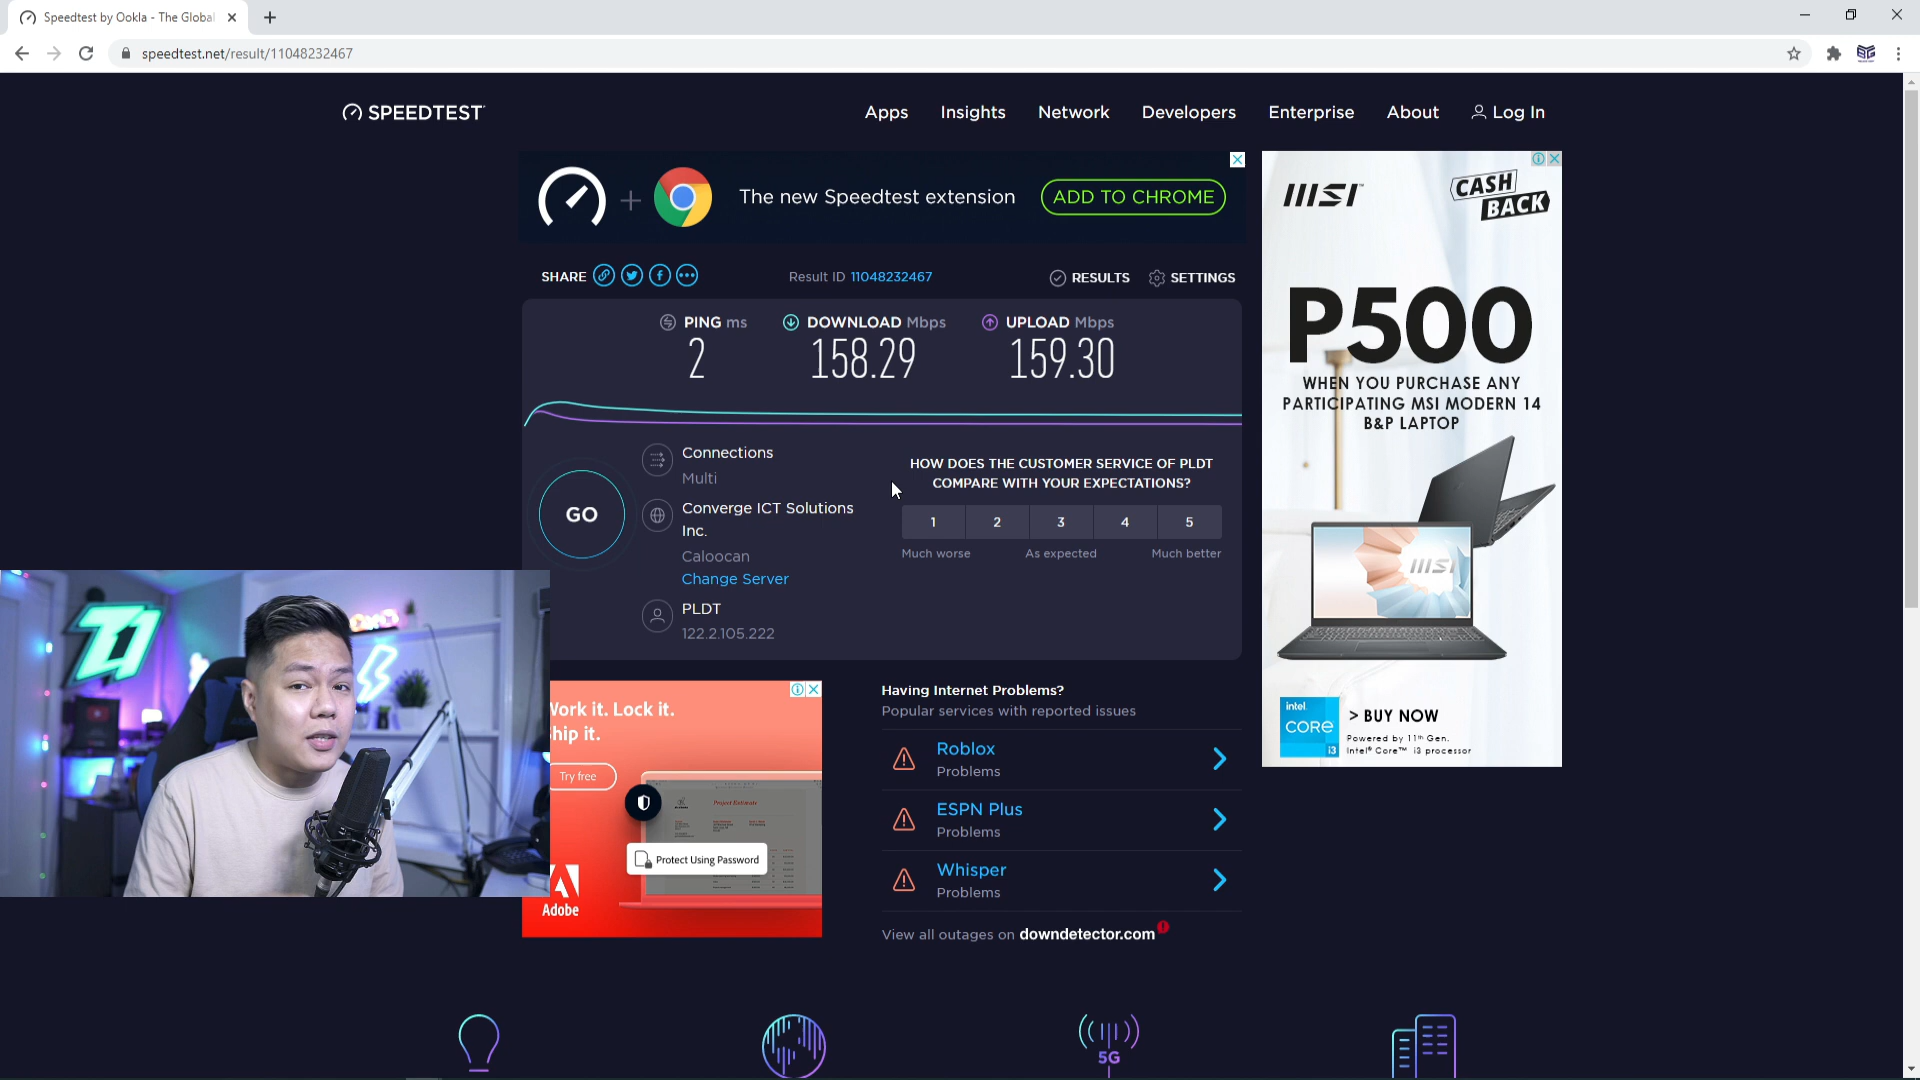 Speedtest by Ookla - The Global
speedtest.net/result/11048232467
SPEEDTEST
Apps
Insights
Network
Developers
Enterprise
About
Log In
The new Speedtest extension
ADD TO CHROME
SHARE
Result ID 11048232467
RESULTS
SETTINGS
PING ms
2
DOWNLOAD Mbps
158.29
UPLOAD Mbps
159.30
GO
Connections
Multi
Converge ICT Solutions
Inc.
Caloocan
Change Server
PLDT
122.2.105.222
HOW DOES THE CUSTOMER SERVICE OF PLDT
COMPARE WITH YOUR EXPECTATIONS?
1 2 3 4 5
Much worse As expected Much better
msi
CASH
BACK
P500
WHEN YOU PURCHASE ANY
PARTICIPATING MSI MODERN 14
B&P LAPTOP
msi
intel
CORE
i3
> BUY NOW
Powered by 11th Gen.
Intel® Core™ i3 processor
T1
Work it. Lock it.
hip it.
Try free
Project Estimate
Protect Using Password
Adobe
Having Internet Problems?
Popular services with reported issues
Roblox
Problems
ESPN Plus
Problems
Whisper
Problems
View all outages on downdetector.com
5G